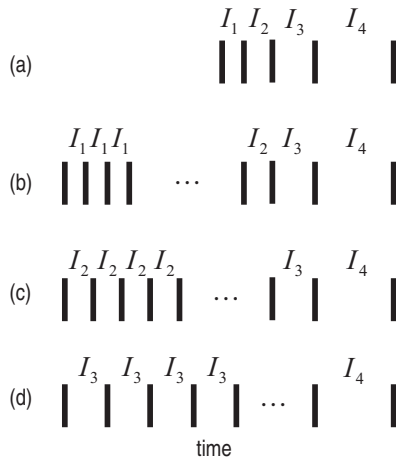 I₁ I₂ I₃ I₄
(a)
I₁ I₁ I₁ I₂ I₃ I₄
(b) ...
I₂ I₂ I₂ I₂ I₃ I₄
(c) ...
I₃ I₃ I₃ I₃ I₄
(d) ...
time